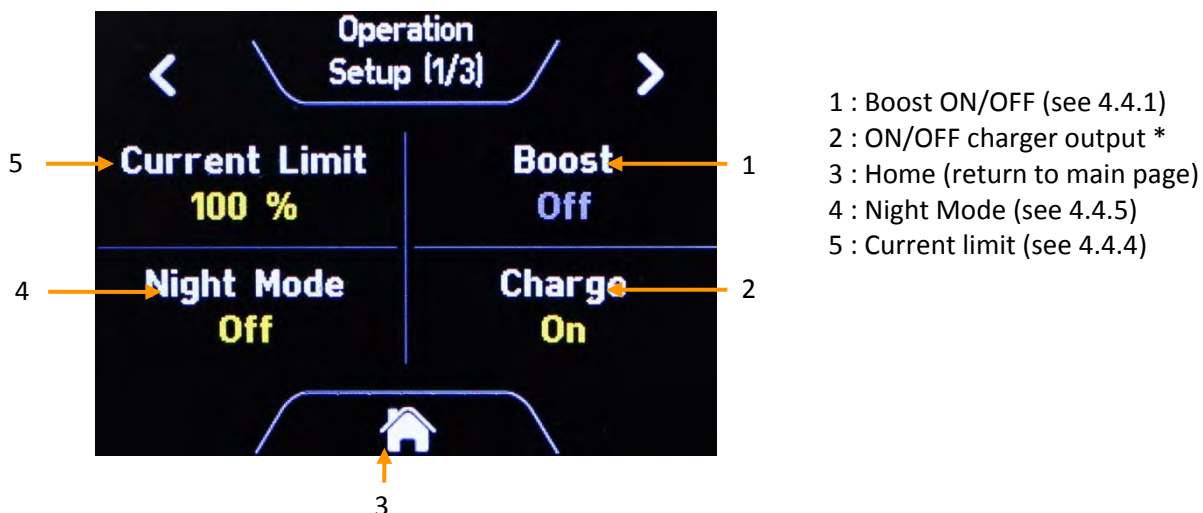 Operation
Setup (1/3)
5
Current Limit
100 %
Boost
Off
1
4
Night Mode
Off
Charge
On
2
3
1 : Boost ON/OFF (see 4.4.1)
2 : ON/OFF charger output *
3 : Home (return to main page)
4 : Night Mode (see 4.4.5)
5 : Current limit (see 4.4.4)